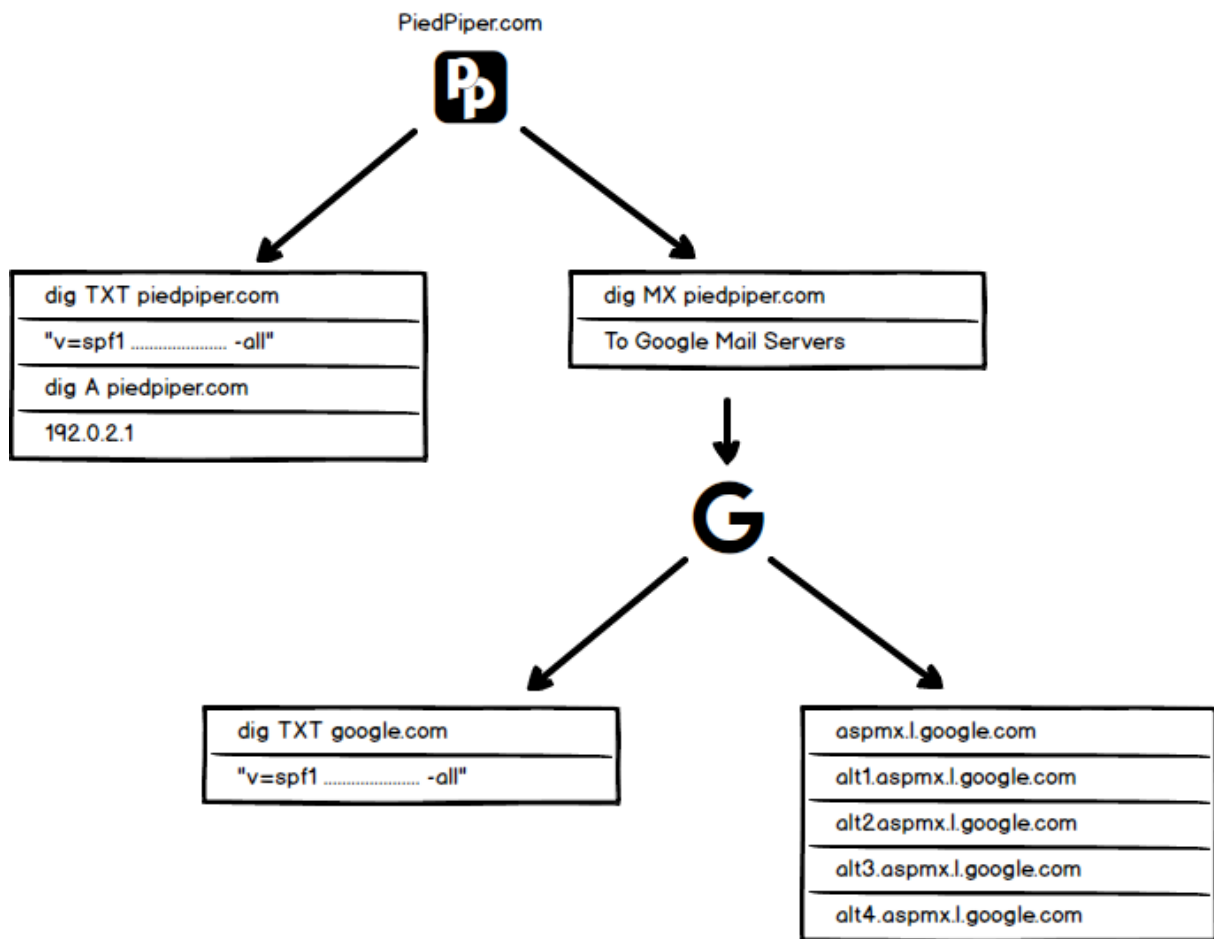 PiedPiper.com
pp
dig TXT piedpiper.com
"v=spf1 ...................... -all"
dig A piedpiper.com
192.0.2.1
dig MX piedpiper.com
To Google Mail Servers
G
dig TXT google.com
"v=spf1 ...................... -all"
aspmx.l.google.com
alt1.aspmx.l.google.com
alt2aspmx.l.google.com
alt3.aspmx.l.google.com
alt4.aspmx.l.google.com